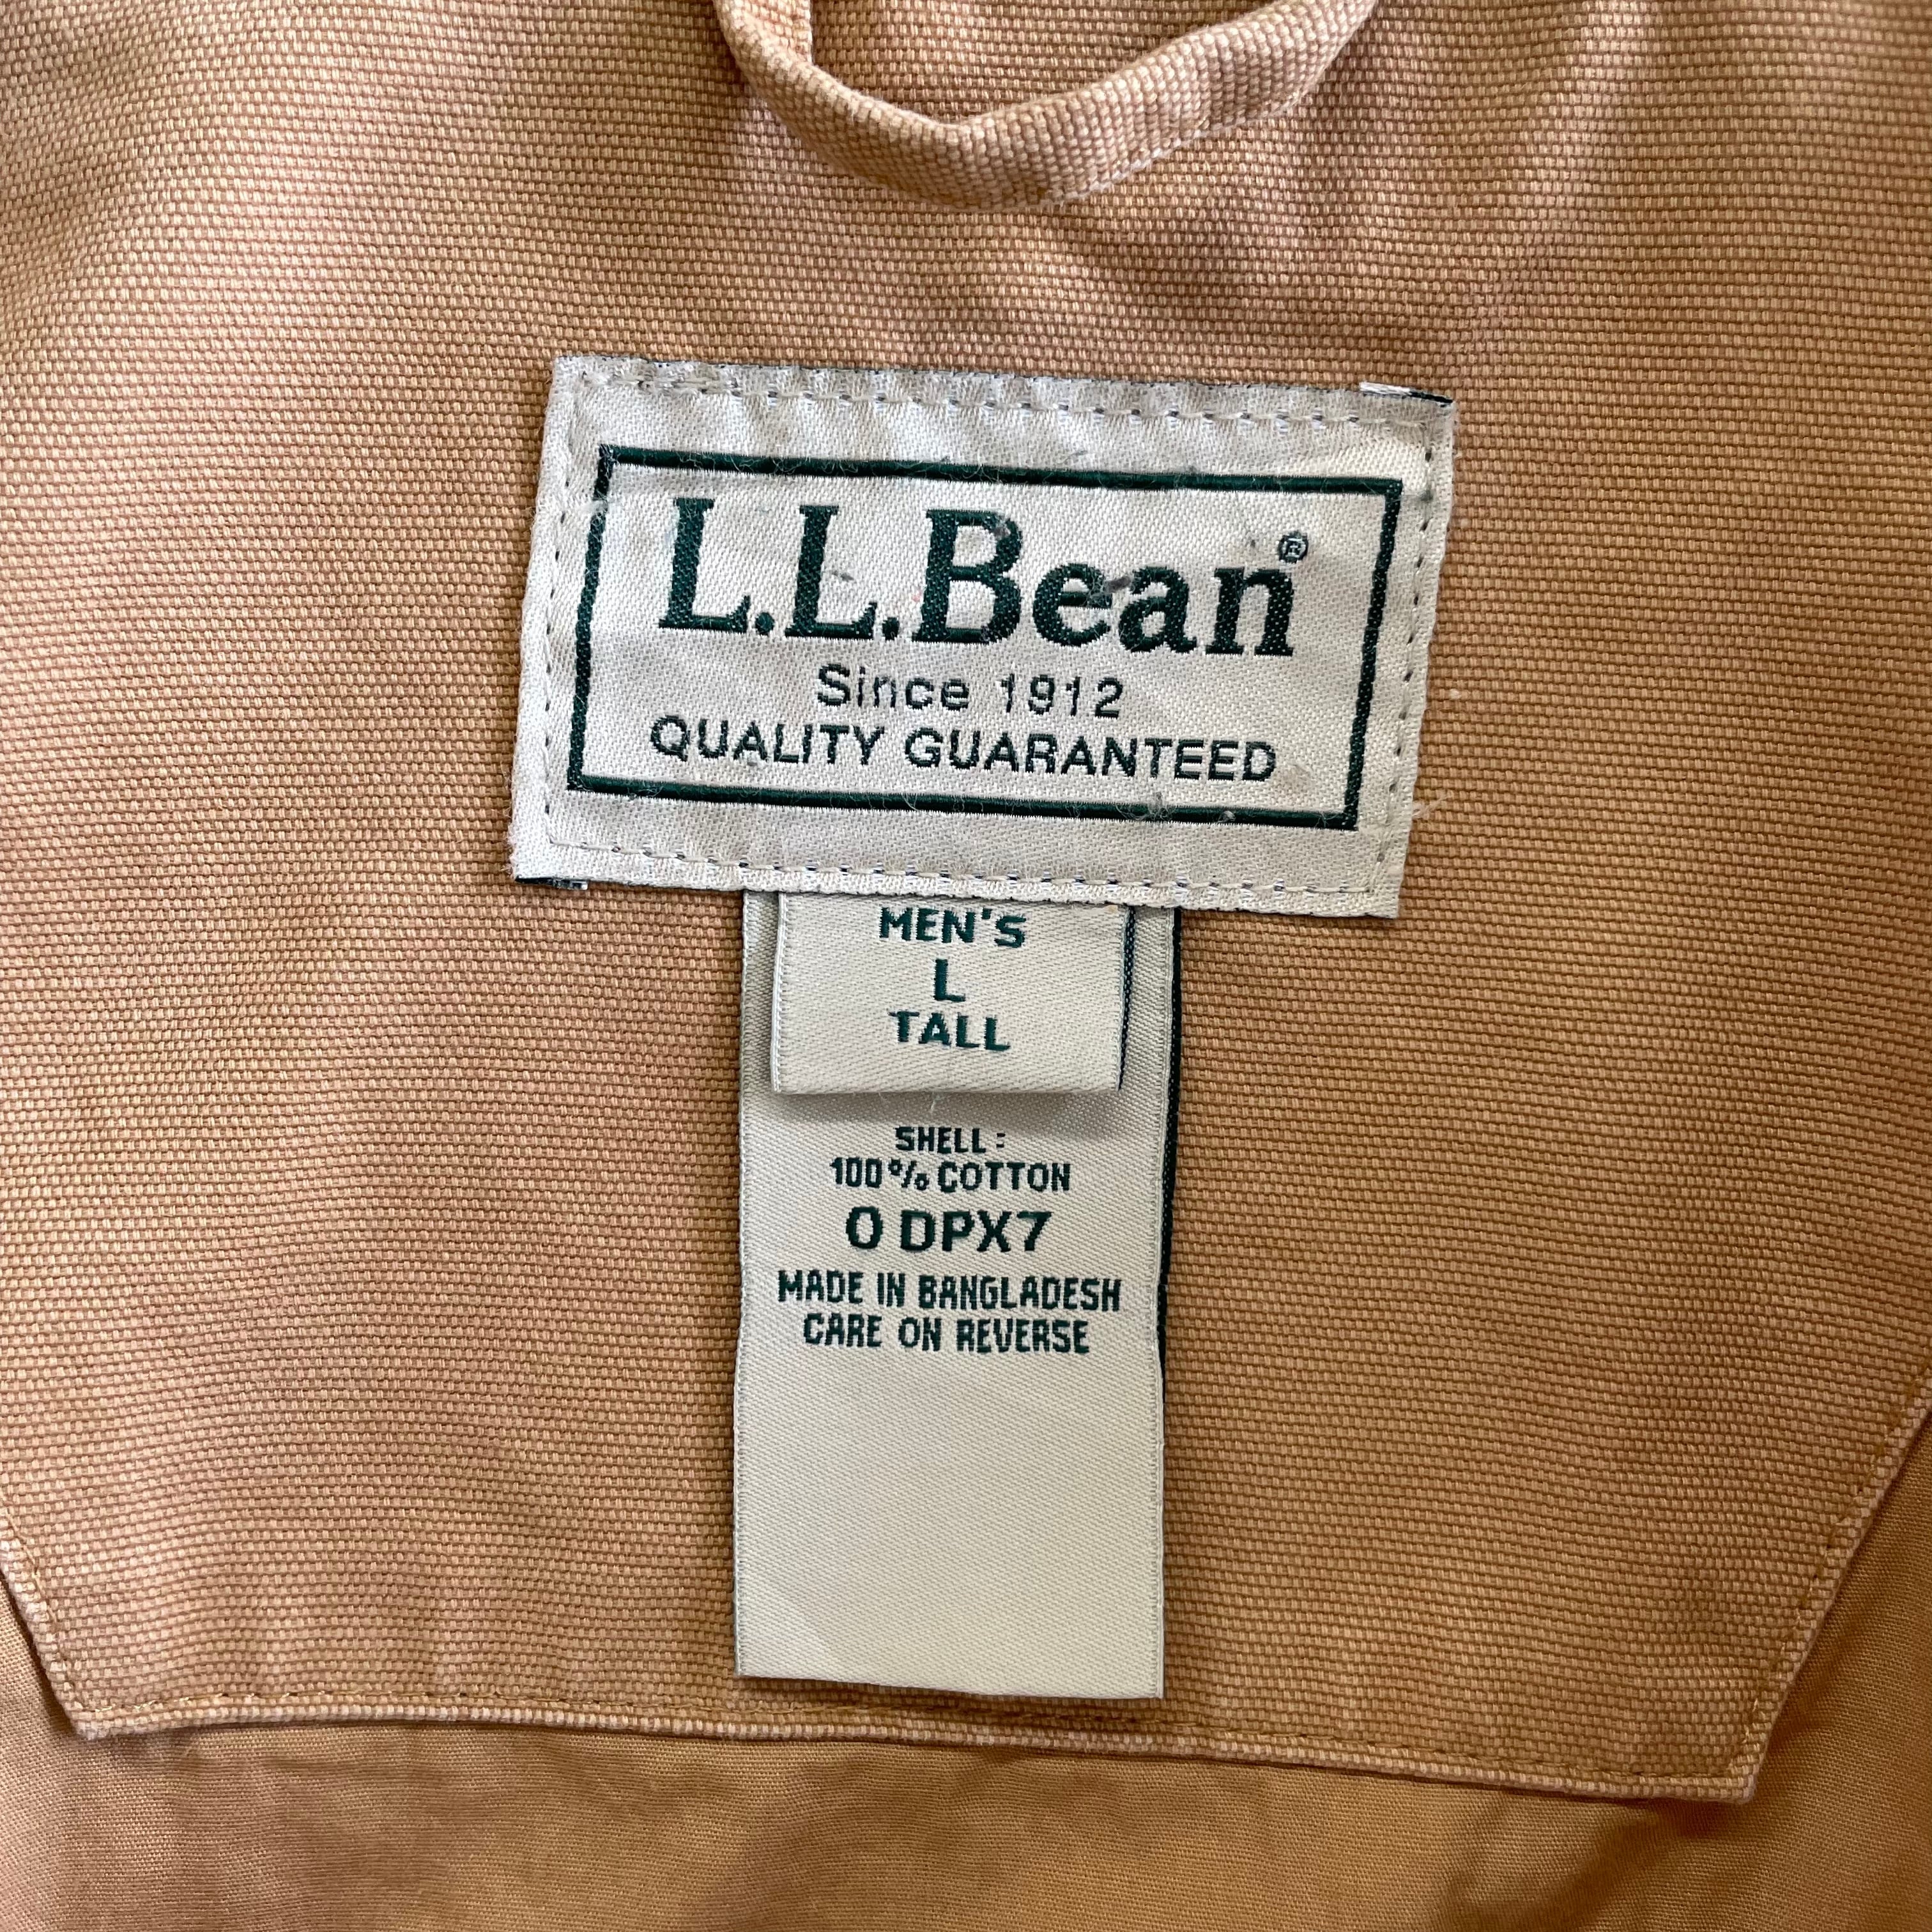 L.L.Bean®
Since 1912
QUALITY GUARANTEED
MEN'S
L
TALL
SHELL:
100% COTTON
0 DPX7
MADE IN BANGLADESH
CARE ON REVERSE